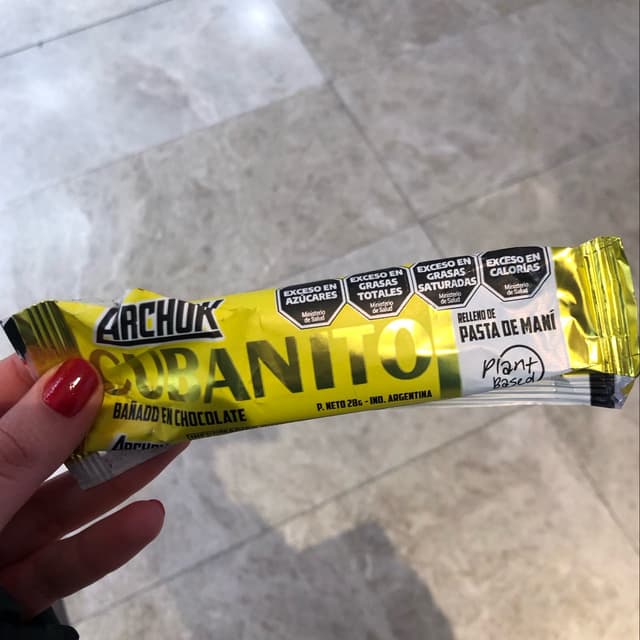 ARCHUK
CUBANITO
BAÑADO EN CHOCOLATE
P. NETO 28G - IND. ARGENTINA
EXCESO EN
AZÚCARES
Ministerio
de Salud
EXCESO EN
GRASAS
TOTALES
Ministerio
de Salud
EXCESO EN
GRASAS
SATURADAS
Ministerio
de Salud
EXCESO EN
CALORÍAS
Ministerio
de Salud
RELLENO DE
PASTA DE MANÍ
plant
Based
ARCHUK